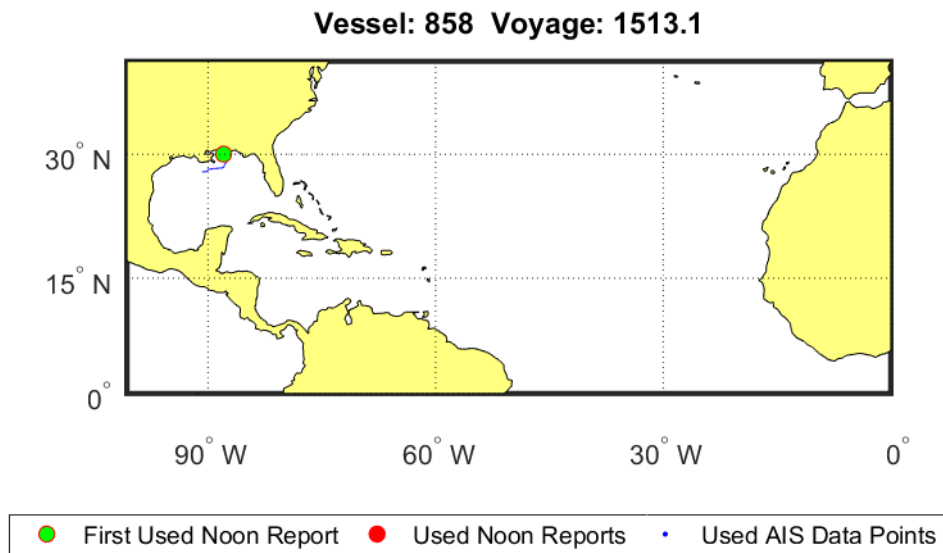 Vessel: 858  Voyage: 1513.1
30° N
15° N
0°
90° W
60° W
30° W
0°
First Used Noon Report
Used Noon Reports
Used AIS Data Points